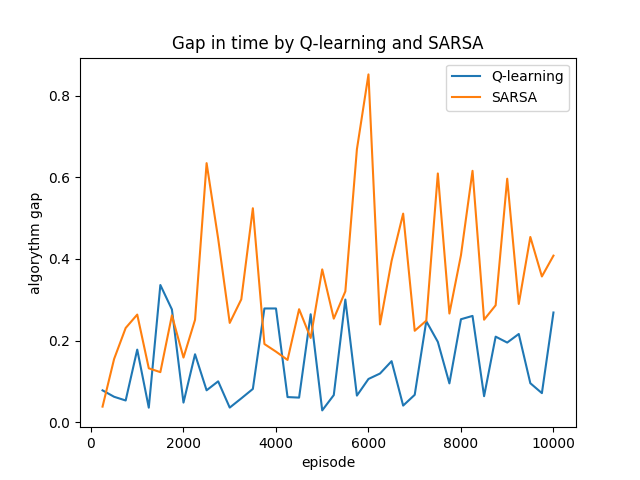 Gap in time by Q-learning and SARSA
Q-learning
SARSA
0.8
0.6
0.4
0.2
0.0
algorythm gap
0 2000 4000 6000 8000 10000
episode